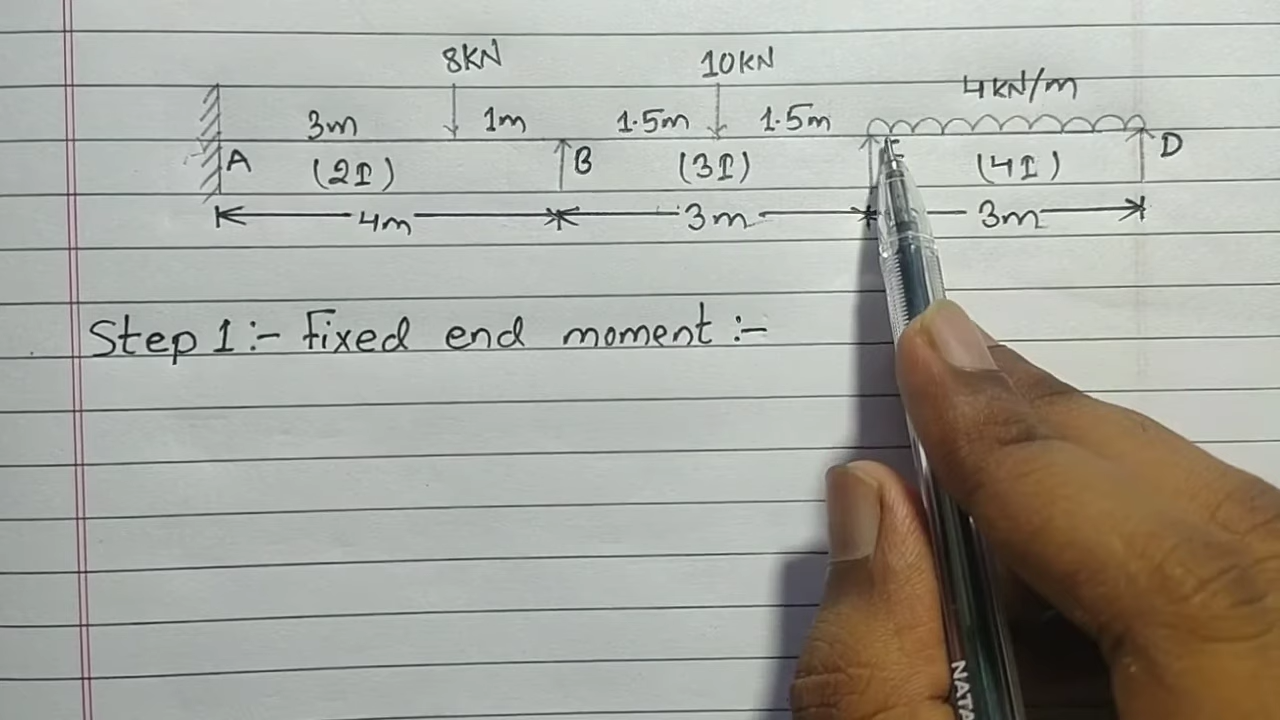 8KN 10KN 4KN/m
3m 1m 1.5m 1.5m
A (2I) B (3I) (4I) D
4m 3m 3m
Step 1:- Fixed end moment:-
NATA